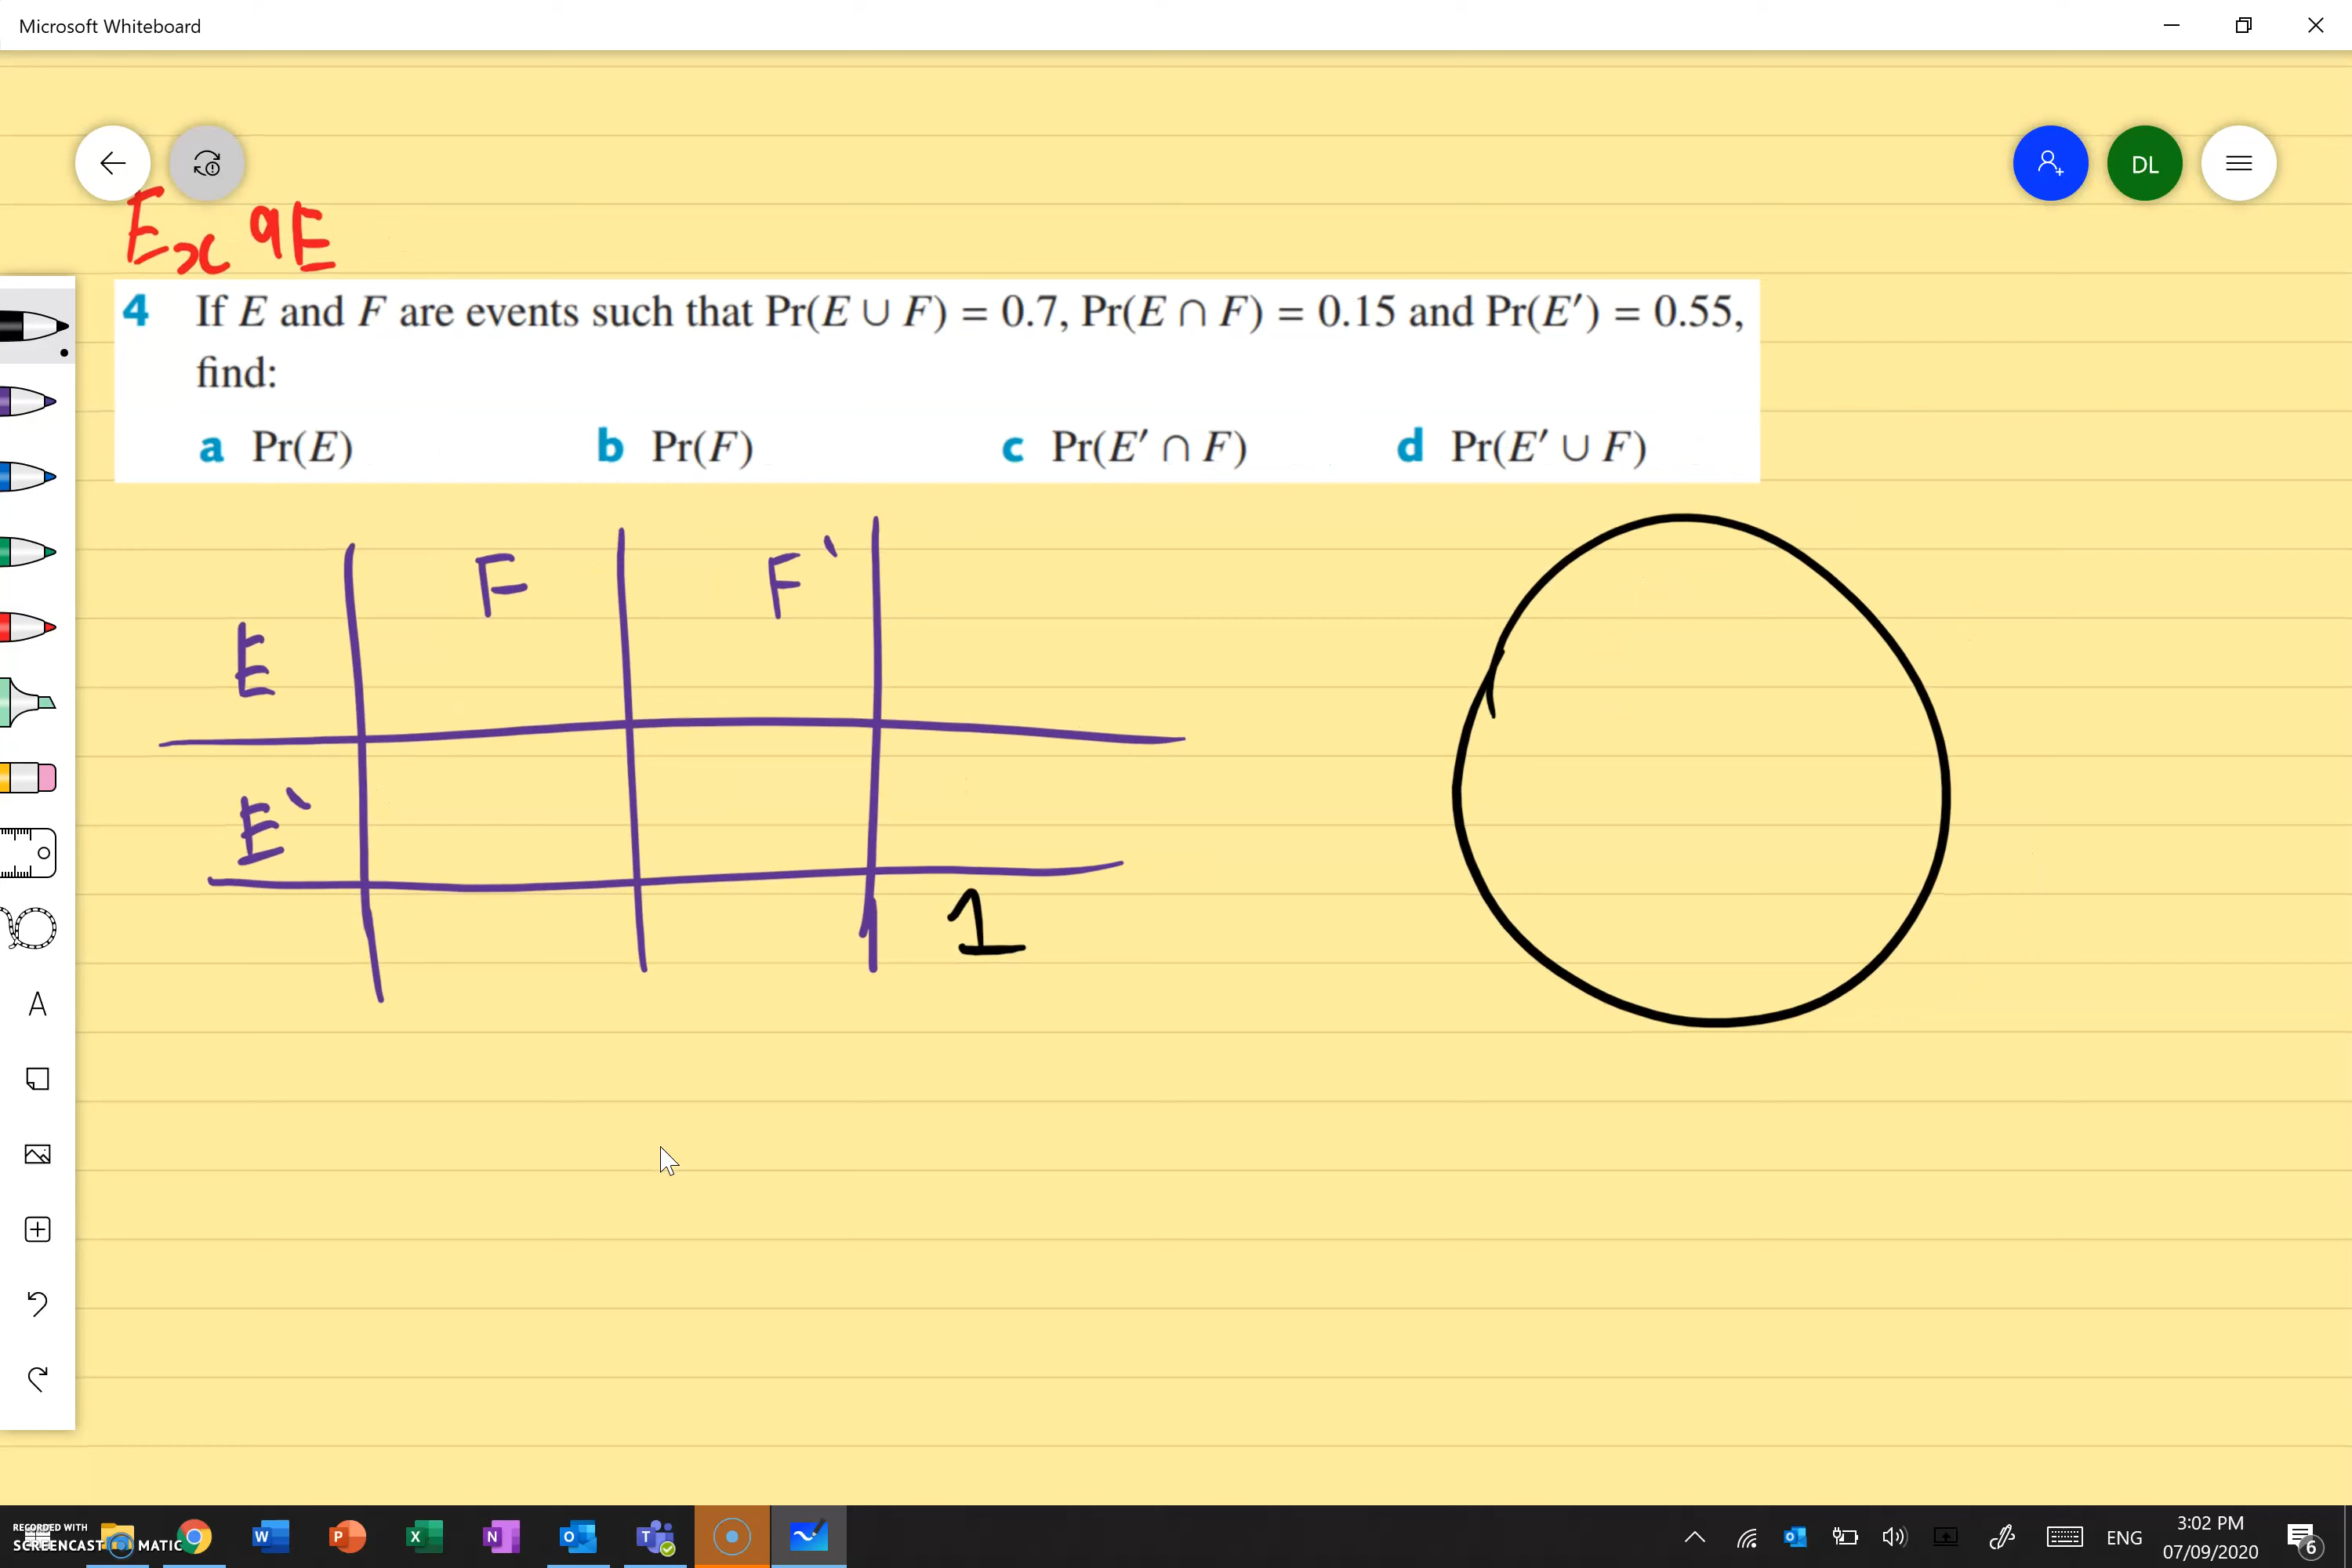 Microsoft Whiteboard
DL
Ex 9E
4 If E and F are events such that Pr(E ∪ F) = 0.7, Pr(E ∩ F) = 0.15 and Pr(E′) = 0.55,
find:
a Pr(E) b Pr(F) c Pr(E′ ∩ F) d Pr(E′ ∪ F)
F F`
E
E`
1
A
RECORDED WITH
SCREENCAST MATIC
W P X N O T
O
ENG
3:02 PM
07/09/2020
6